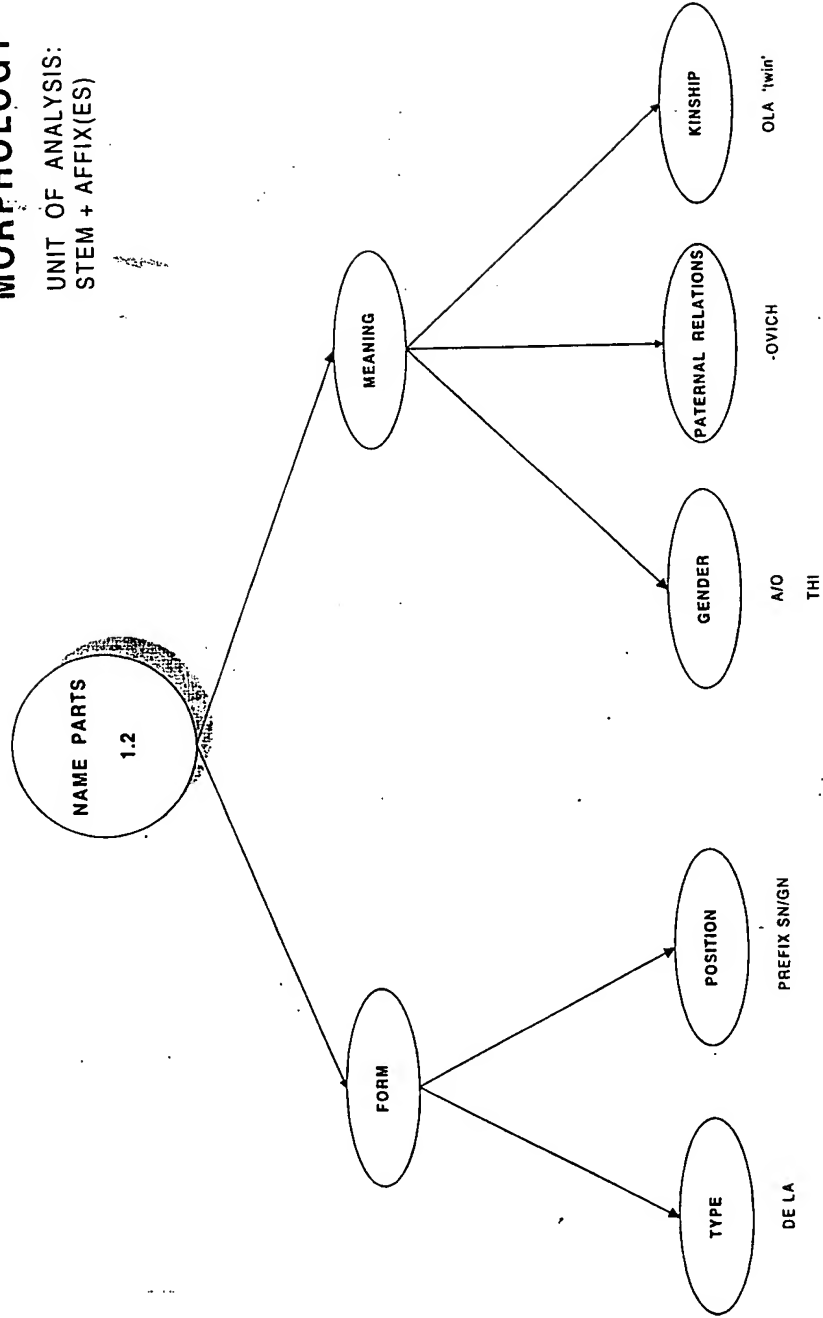 MORPHOLOGY
UNIT OF ANALYSIS:
STEM + AFFIX(ES)
NAME PARTS
1.2
FORM
MEANING
TYPE
POSITION
GENDER
PATERNAL RELATIONS
KINSHIP
DE LA
PREFIX SN/GN
A/O
THI
-OVICH
OLA 'twin'